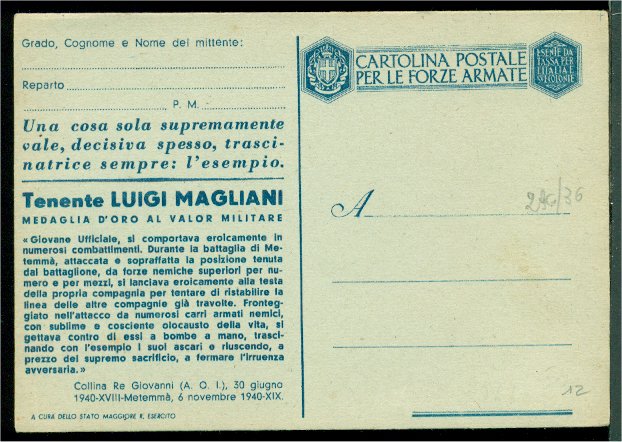 Grado, Cognome e Nome del mittente:
Reparto
P. M.
Una cosa sola supremamente
vale, decisiva spesso, trasci-
natrice sempre: l'esempio.
Tenente LUIGI MAGLIANI
MEDAGLIA D'ORO AL VALOR MILITARE
«Giovane Ufficiale, si comportava eroicamente in
numerosi combattimenti. Durante la battaglia di Me-
temmà, attaccata e sopraffatta la posizione tenuta
dal battaglione, da forze nemiche superiori per nu-
mero e per mezzi, si lanciava eroicamente alla testa
della propria compagnia per tentare di ristabilire la
linea delle altre compagnie già travolte. Fronteg-
giato nell'attacco da numerosi carri armati nemici,
con sublime e cosciente olocausto della vita, si
gettava contro di essi a bombe a mano, trasci-
nando con l'esempio i suoi ascari e riuscendo, a
prezzo del supremo sacrificio, a fermare l'irruenza
avversaria.»
Collina Re Giovanni (A. O. I.), 30 giugno
1940-XVIII-Metemmà, 6 novembre 1940-XIX.
A CURA DELLO STATO MAGGIORE R. ESERCITO
CARTOLINA POSTALE
PER LE FORZE ARMATE
ESENTE DA
TASSA PER
L'ITALIA E
COLONIE
A
12